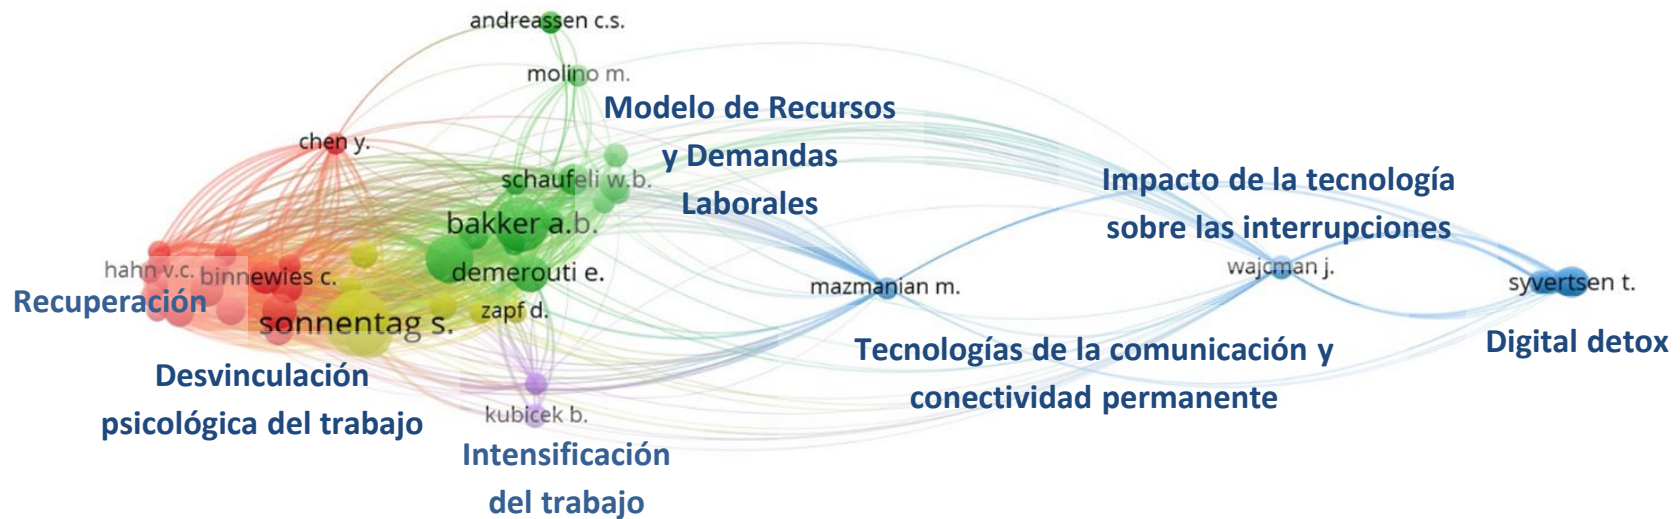 andreassen c.s.
molino m.
Modelo de Recursos
y Demandas
Laborales
chen y.
schaufeli w.b.
bakker a.b.
demerouti e.
zapf d.
hahn v.c.
binnewies c.
Recuperación
sonnentag s.
Desvinculación
psicológica del trabajo
kubicek b.
Intensificación
del trabajo
mazmanian m.
Tecnologías de la comunicación y
conectividad permanente
Impacto de la tecnología
sobre las interrupciones
wajcman j.
syvertsen t.
Digital detox